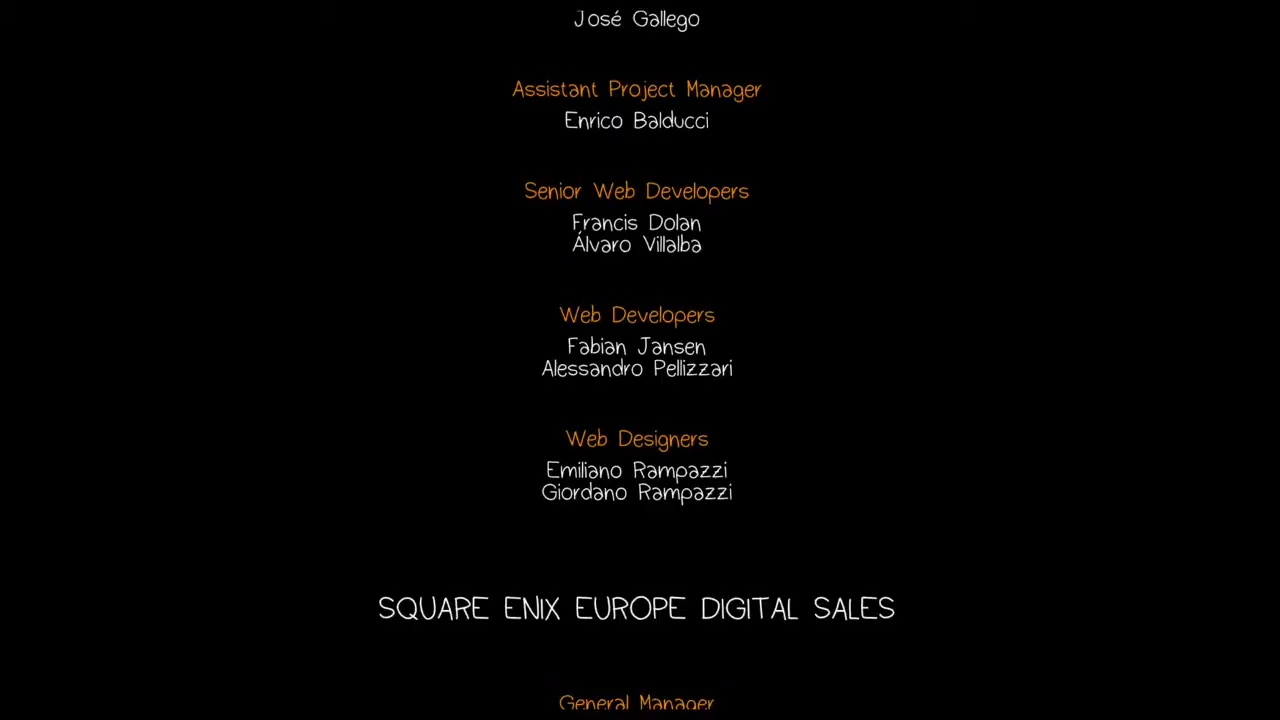 José Gallego
Assistant Project Manager
Enrico Balducci
Senior Web Developers
Francis Dolan
Álvaro Villalba
Web Developers
Fabian Jansen
Alessandro Pellizzari
Web Designers
Emiliano Rampazzi
Giordano Rampazzi
SQUARE ENIX EUROPE DIGITAL SALES
General Manager